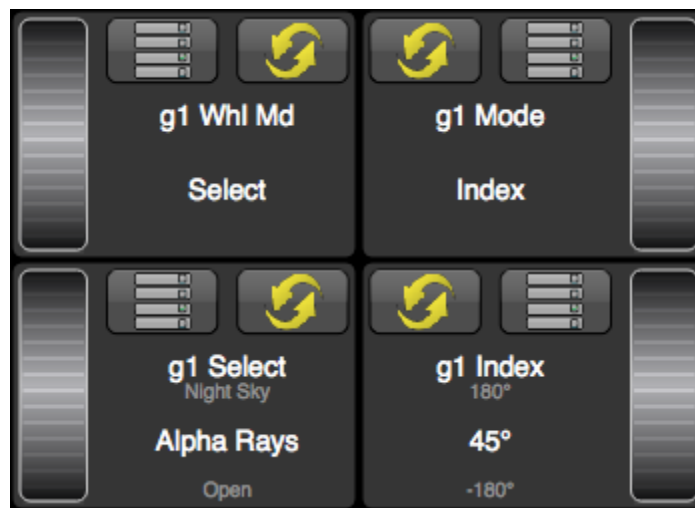 g1 Whl Md
Select
g1 Mode
Index
g1 Select
Night Sky
Alpha Rays
Open
g1 Index
180°
45°
-180°